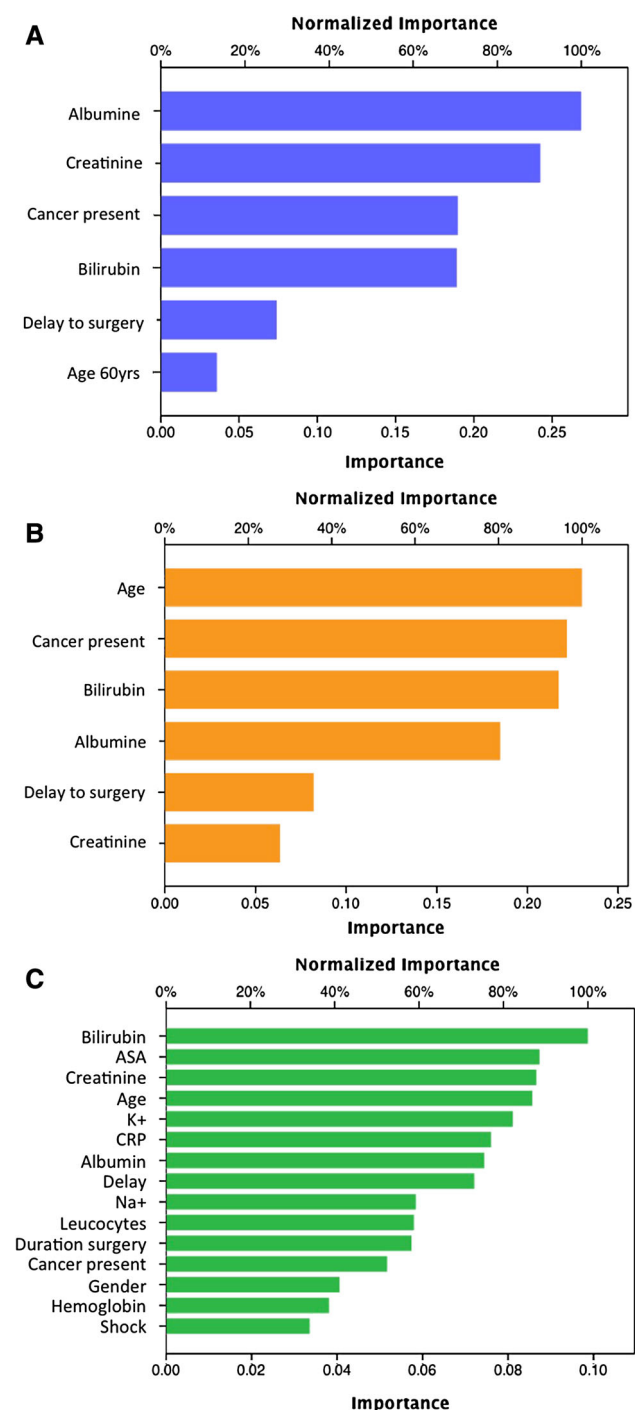 A
Normalized Importance
0% 20% 40% 60% 80% 100%
Albumine
Creatinine
Cancer present
Bilirubin
Delay to surgery
Age 60yrs
0.00 0.05 0.10 0.15 0.20 0.25
Importance
Normalized Importance
B
0% 20% 40% 60% 80% 100%
Age
Cancer present
Bilirubin
Albumine
Delay to surgery
Creatinine
0.00 0.05 0.10 0.15 0.20 0.25
Importance
Normalized Importance
C
0% 20% 40% 60% 80% 100%
Bilirubin
ASA
Creatinine
Age
K+
CRP
Albumin
Delay
Na+
Leucocytes
Duration surgery
Cancer present
Gender
Hemoglobin
Shock
0.00 0.02 0.04 0.06 0.08 0.10
Importance